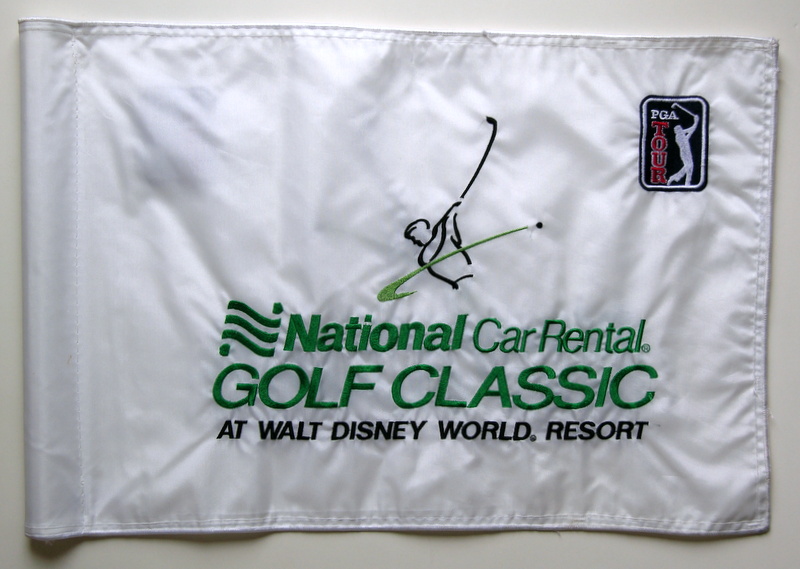 PGA
TOUR
National Car Rental®
GOLF CLASSIC
AT WALT DISNEY WORLD® RESORT